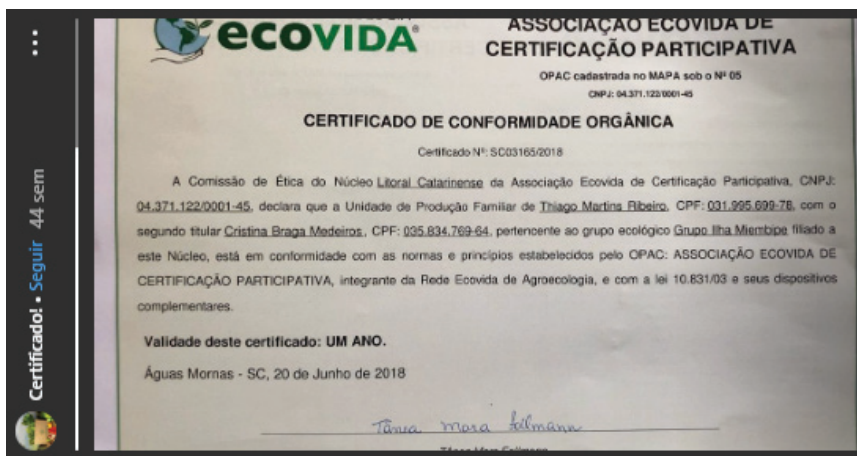 ecoVIDA
ASSOCIAÇÃO ECOVIDA DE
CERTIFICAÇÃO PARTICIPATIVA
OPAC cadastrada no MAPA sob o Nº 05
CNPJ: 04.371.122/0001-45
CERTIFICADO DE CONFORMIDADE ORGÂNICA
Certificado Nº: SC03165/2018
A Comissão de Ética do Núcleo Litoral Catarinense da Associação Ecovida de Certificação Participativa, CNPJ:
04.371.122/0001-45, declara que a Unidade de Produção Familiar de Thiago Martins Ribeiro, CPF: 031.995.699-78, com o
segundo titular Cristina Braga Medeiros, CPF: 035.834.769-64, pertencente ao grupo ecológico Grupo Ilha Miembipe filiado a
este Núcleo, está em conformidade com as normas e princípios estabelecidos pelo OPAC: ASSOCIAÇÃO ECOVIDA DE
CERTIFICAÇÃO PARTICIPATIVA, integrante da Rede Ecovida de Agroecologia, e com a lei 10.831/03 e seus dispositivos
complementares.
Validade deste certificado: UM ANO.
Águas Mornas - SC, 20 de Junho de 2018
Tânea Mara
Certificado! • Seguir 44 sem